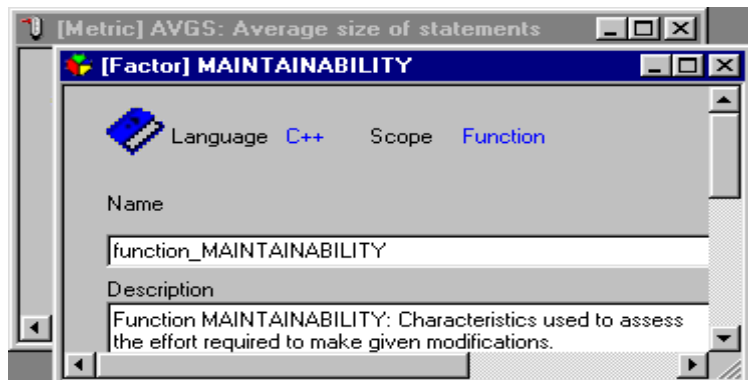 [Metric] AVGS: Average size of statements
[Factor] MAINTAINABILITY
Language C++ Scope Function
Name
function_MAINTAINABILITY
Description
Function MAINTAINABILITY: Characteristics used to assess
the effort required to make given modifications.